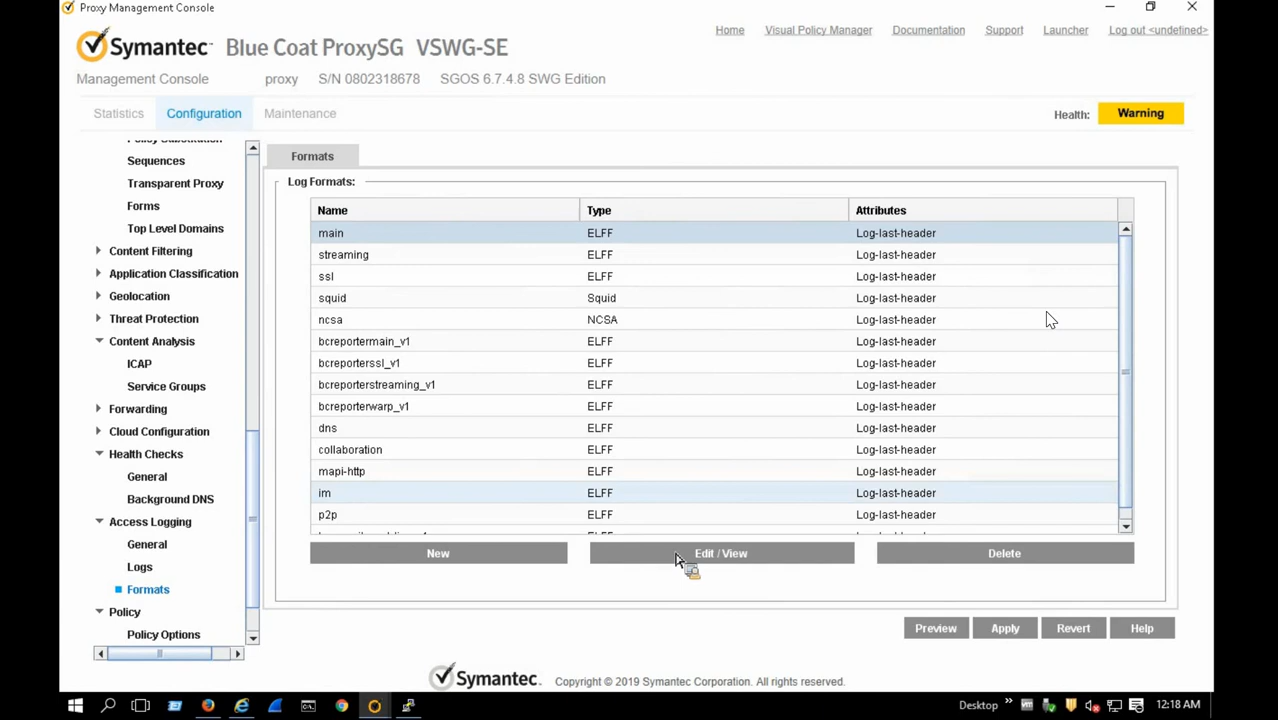 Proxy Management Console
Symantec Blue Coat ProxySG VSWG-SE
Home Visual Policy Manager Documentation Support Launcher Log out <undefined>
Management Console proxy S/N 0802318678 SGOS 6.7.4.8 SWG Edition
Statistics Configuration Maintenance Health: Warning
Policy Substitution
Sequences
Transparent Proxy
Forms
Top Level Domains
Content Filtering
Application Classification
Geolocation
Threat Protection
Content Analysis
ICAP
Service Groups
Forwarding
Cloud Configuration
Health Checks
General
Background DNS
Access Logging
General
Logs
Formats
Policy
Policy Options
Formats
Log Formats:
Name Type Attributes
main ELFF Log-last-header
streaming ELFF Log-last-header
ssl ELFF Log-last-header
squid Squid Log-last-header
ncsa NCSA Log-last-header
bcreportermain_v1 ELFF Log-last-header
bcreporterssl_v1 ELFF Log-last-header
bcreporterstreaming_v1 ELFF Log-last-header
bcreporterwarp_v1 ELFF Log-last-header
dns ELFF Log-last-header
collaboration ELFF Log-last-header
mapi-http ELFF Log-last-header
im ELFF Log-last-header
p2p ELFF Log-last-header
New Edit / View Delete
Preview Apply Revert Help
Symantec. Copyright © 2019 Symantec Corporation. All rights reserved.
Desktop 12:18 AM